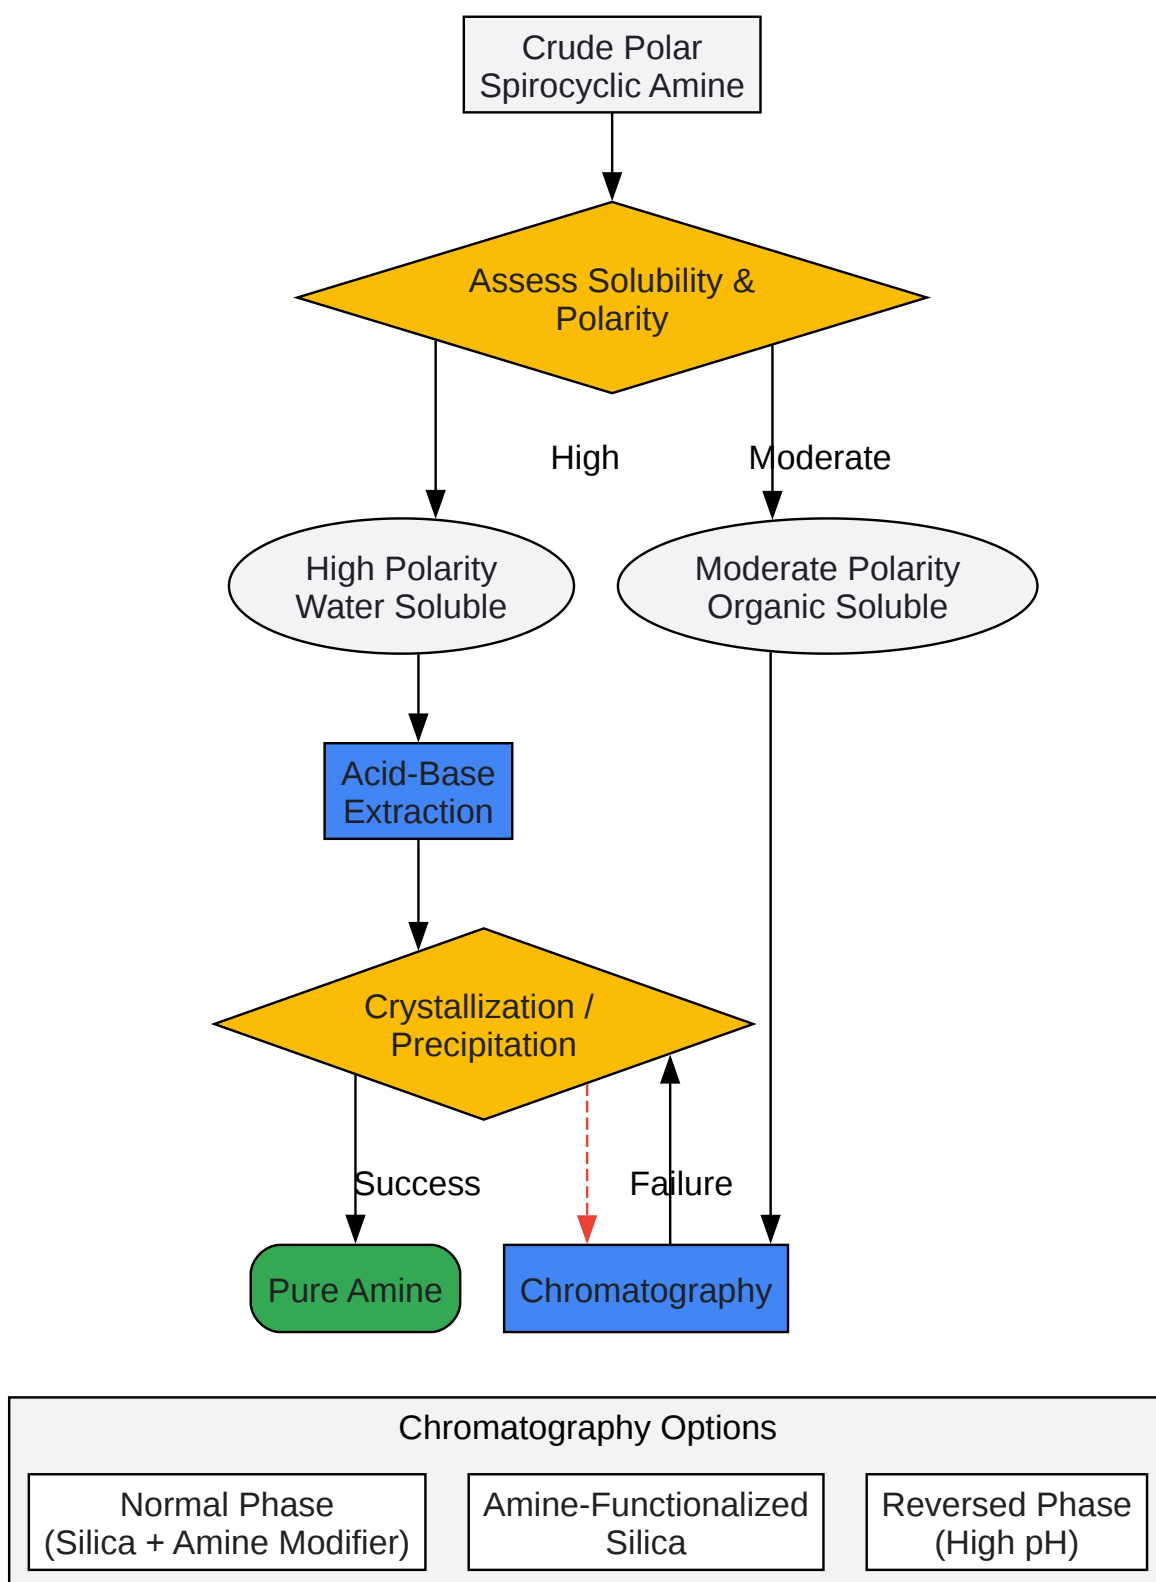 Crude Polar
Spirocyclic Amine
Assess Solubility &
Polarity
High
Moderate
High Polarity
Water Soluble
Moderate Polarity
Organic Soluble
Acid-Base
Extraction
Crystallization /
Precipitation
Success
Failure
Pure Amine
Chromatography
Chromatography Options
Normal Phase
(Silica + Amine Modifier)
Amine-Functionalized
Silica
Reversed Phase
(High pH)